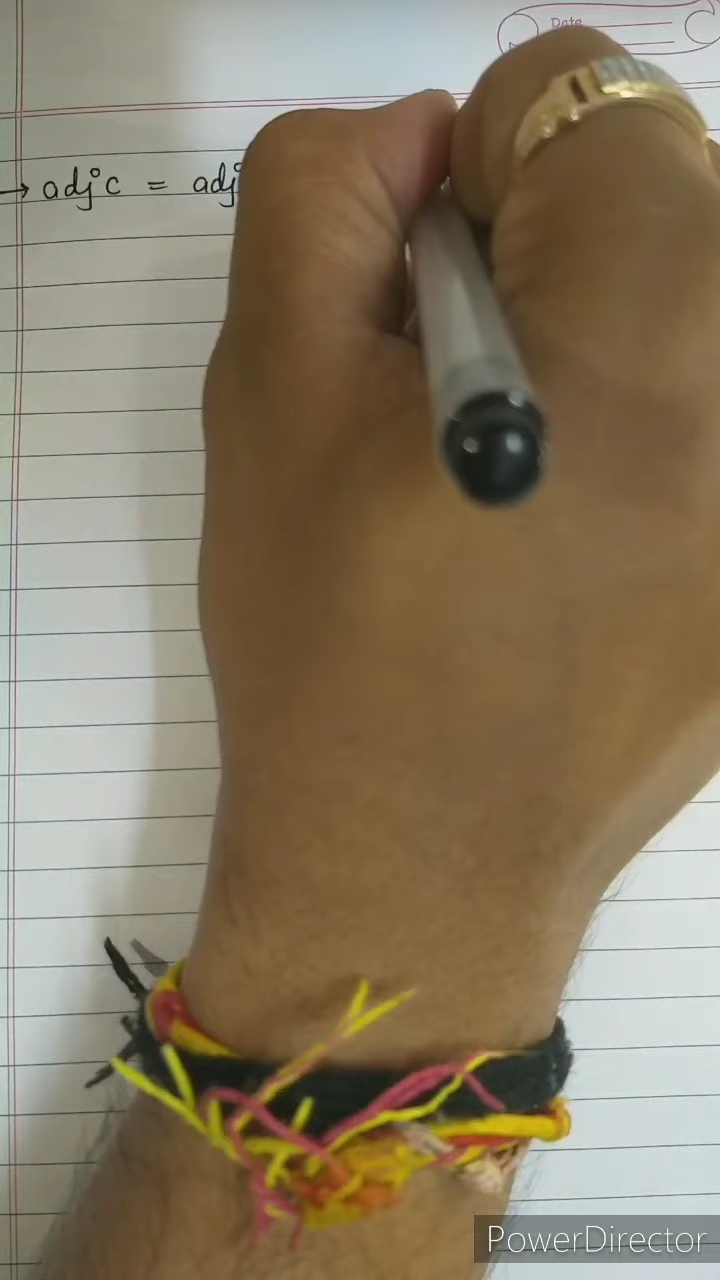 Date
→ adj c = adj
PowerDirector